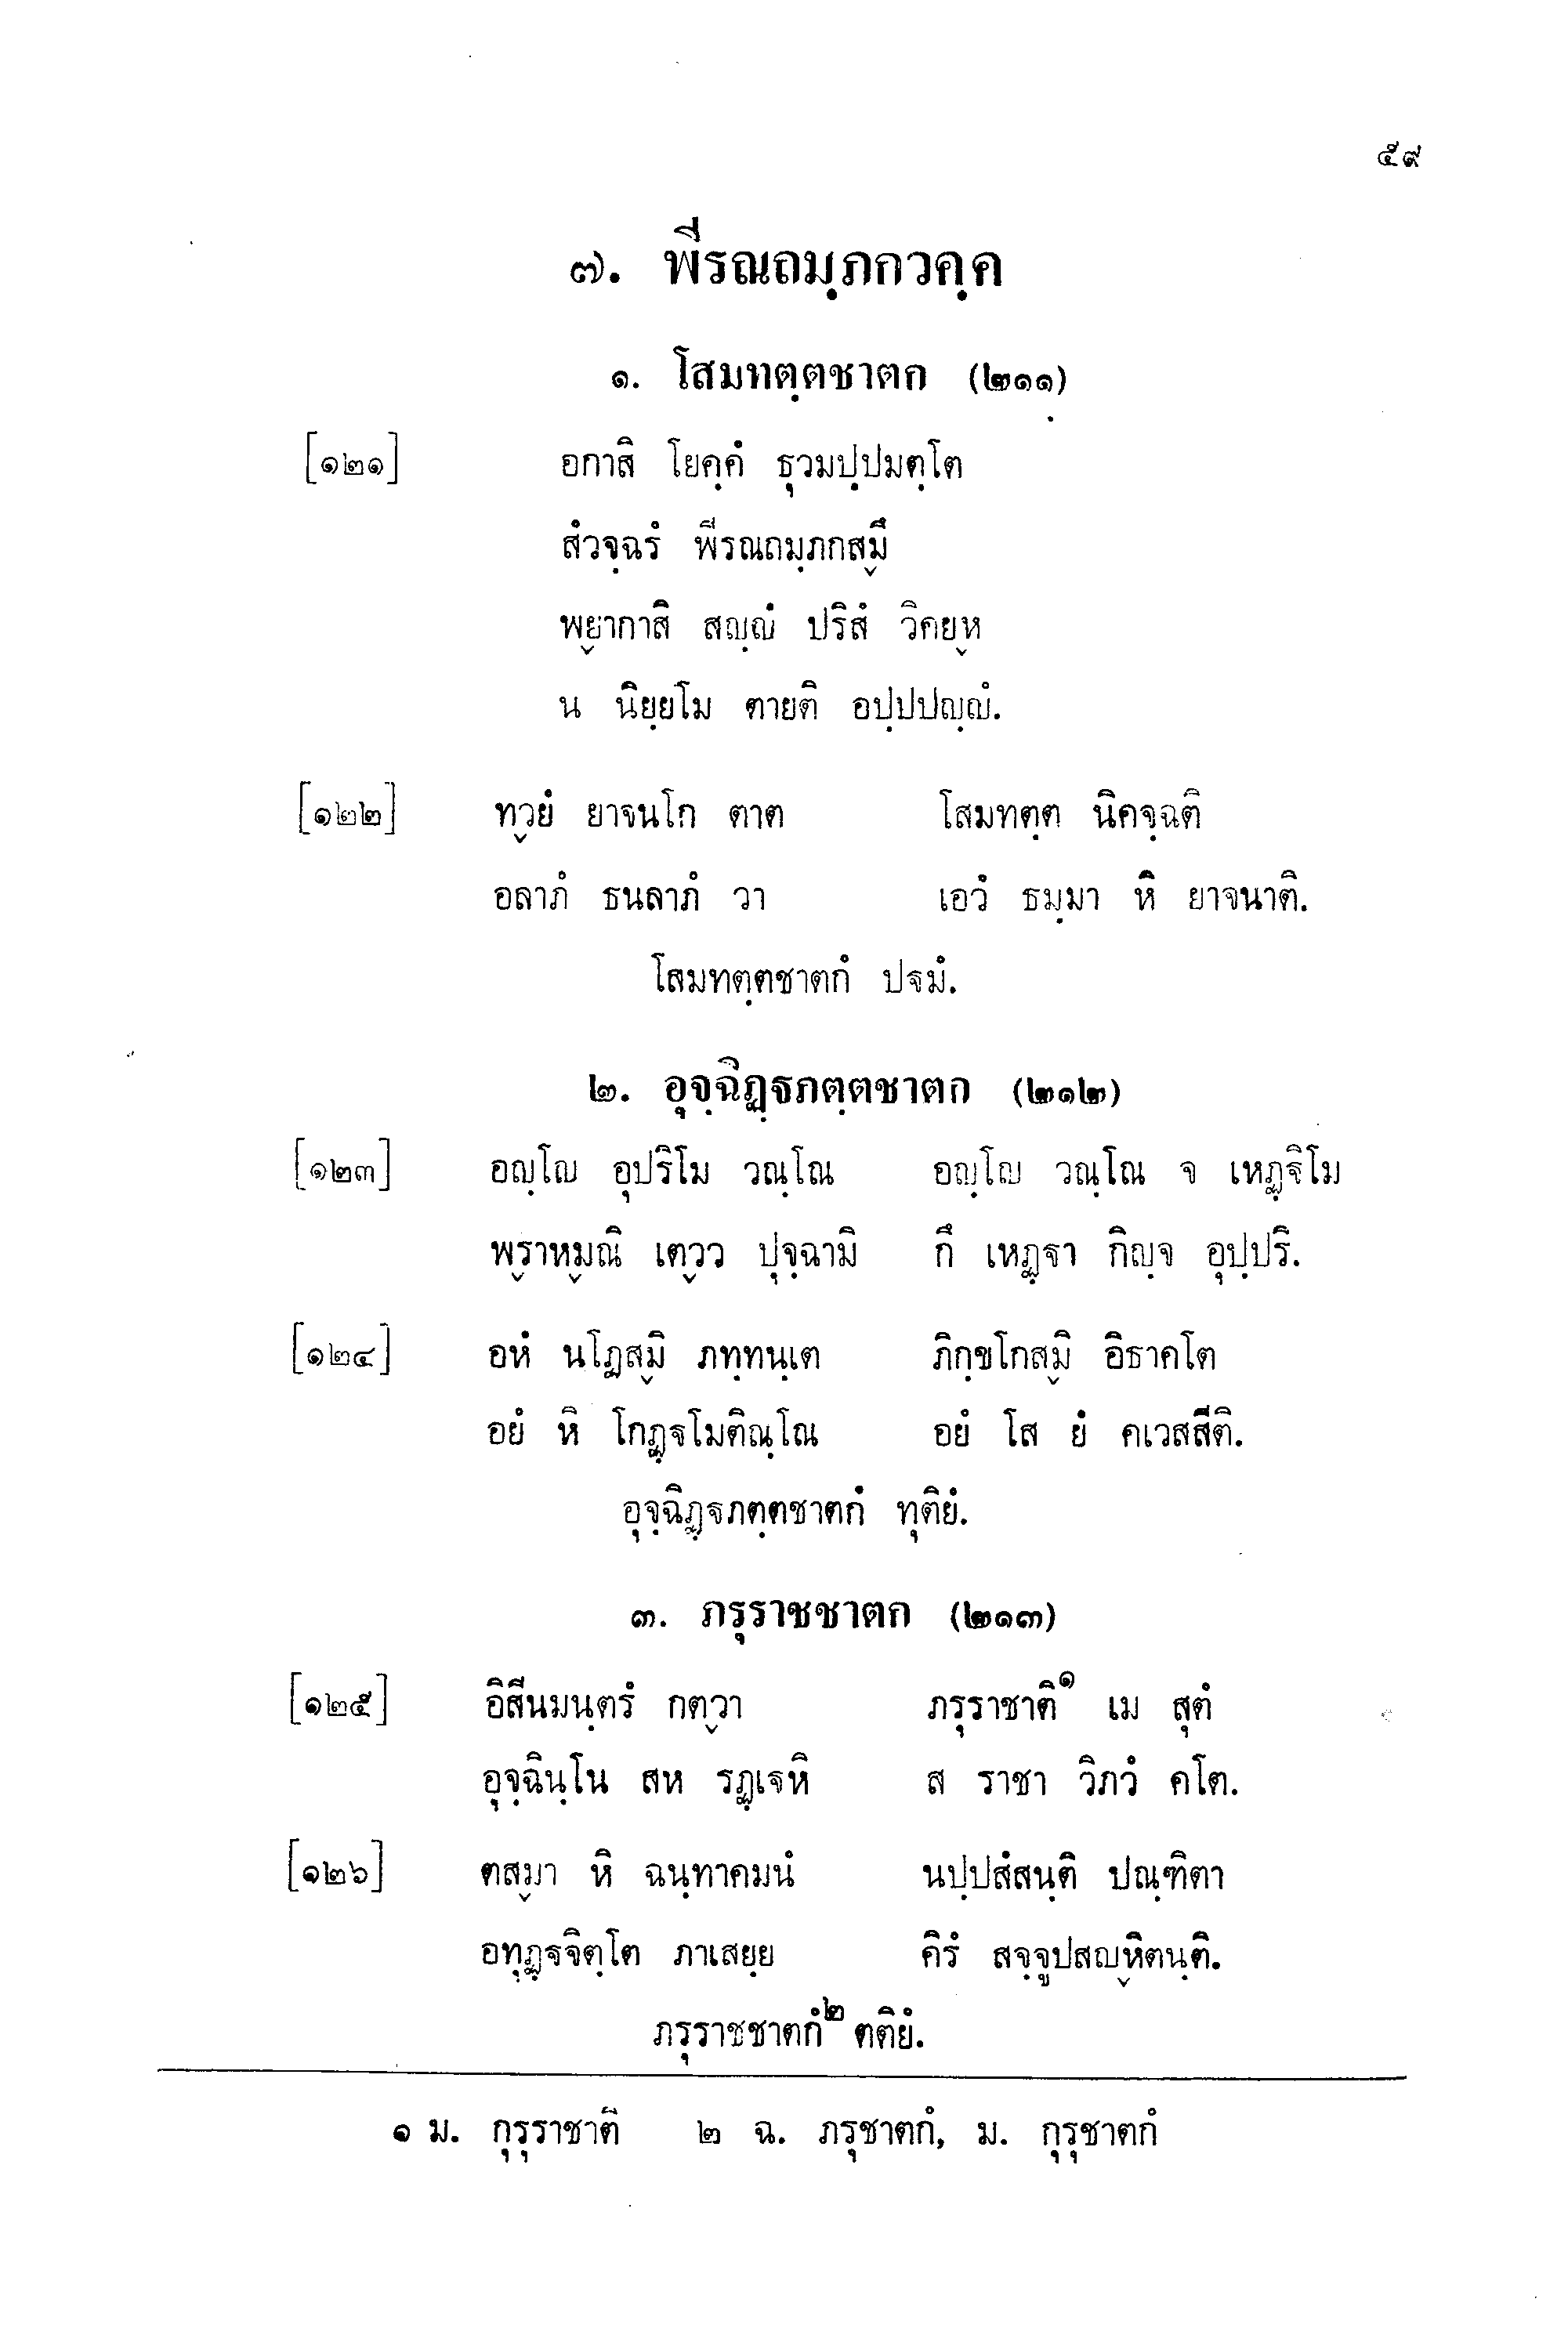 ๕๙
๗. พีรณถมฺภกวคฺค
๑. โสมทตฺตชาตก (๒๑๑)
[๑๒๑] อกาสิ โยคฺคํ ธุวมปฺปมตฺโต
สํวจฺฉรํ พีรณถมฺภกสฺมึ
พฺยากาสิ สญฺญํ ปริสํ วิคยฺห
น นิยฺยโม ตายติ อปฺปปญฺญํ.
[๑๒๒] ทฺวยํ ยาจนโก ตาต โสมทตฺต นิคจฺฉติ
อลาภํ ธนลาภํ วา เอวํ ธมฺมา หิ ยาจนาติ.
โสมทตฺตชาตกํ ปฐมํ.
๒. อุจฺฉิฏฺฐภตฺตชาตก (๒๑๒)
[๑๒๓] อญฺโญ อุปริโม วณฺโณ อญฺโญ วณฺโณ จ เหฏฺฐิโม
พฺราหฺมณิ เตฺวว ปุจฺฉามิ กึ เหฏฺฐา กิญฺจ อุปฺปริ.
[๑๒๔] อหํ นโฏสฺมิ ภทฺทนฺเต ภิกฺขโกสฺมิ อิธาคโต
อยํ หิ โกฏฺฐโมติณฺโณ อยํ โส ยํ คเวสสีติ.
อุจฺฉิฏฺฐภตฺตชาตกํ ทุติยํ.
๓. ภรุราชชาตก (๒๑๓)
[๑๒๕] อิสีนมนฺตรํ กตฺวา ภรุราชาติ๑ เม สุตํ
อุจฺฉินฺโน สห รฏฺเฐหิ ส ราชา วิภวํ คโต.
[๑๒๖] ตสฺมา หิ ฉนฺทาคมนํ นปฺปสํสนฺติ ปณฺฑิตา
อทุฏฺฐจิตฺโต ภาเสยฺย คิรํ สจฺจูปสญฺหิตนฺติ.
ภรุราชชาตกํ๒ ตติยํ.
๑ ม. กุรุราชาติ ๒ ฉ. ภรุชาตกํ, ม. กุรุชาตกํ